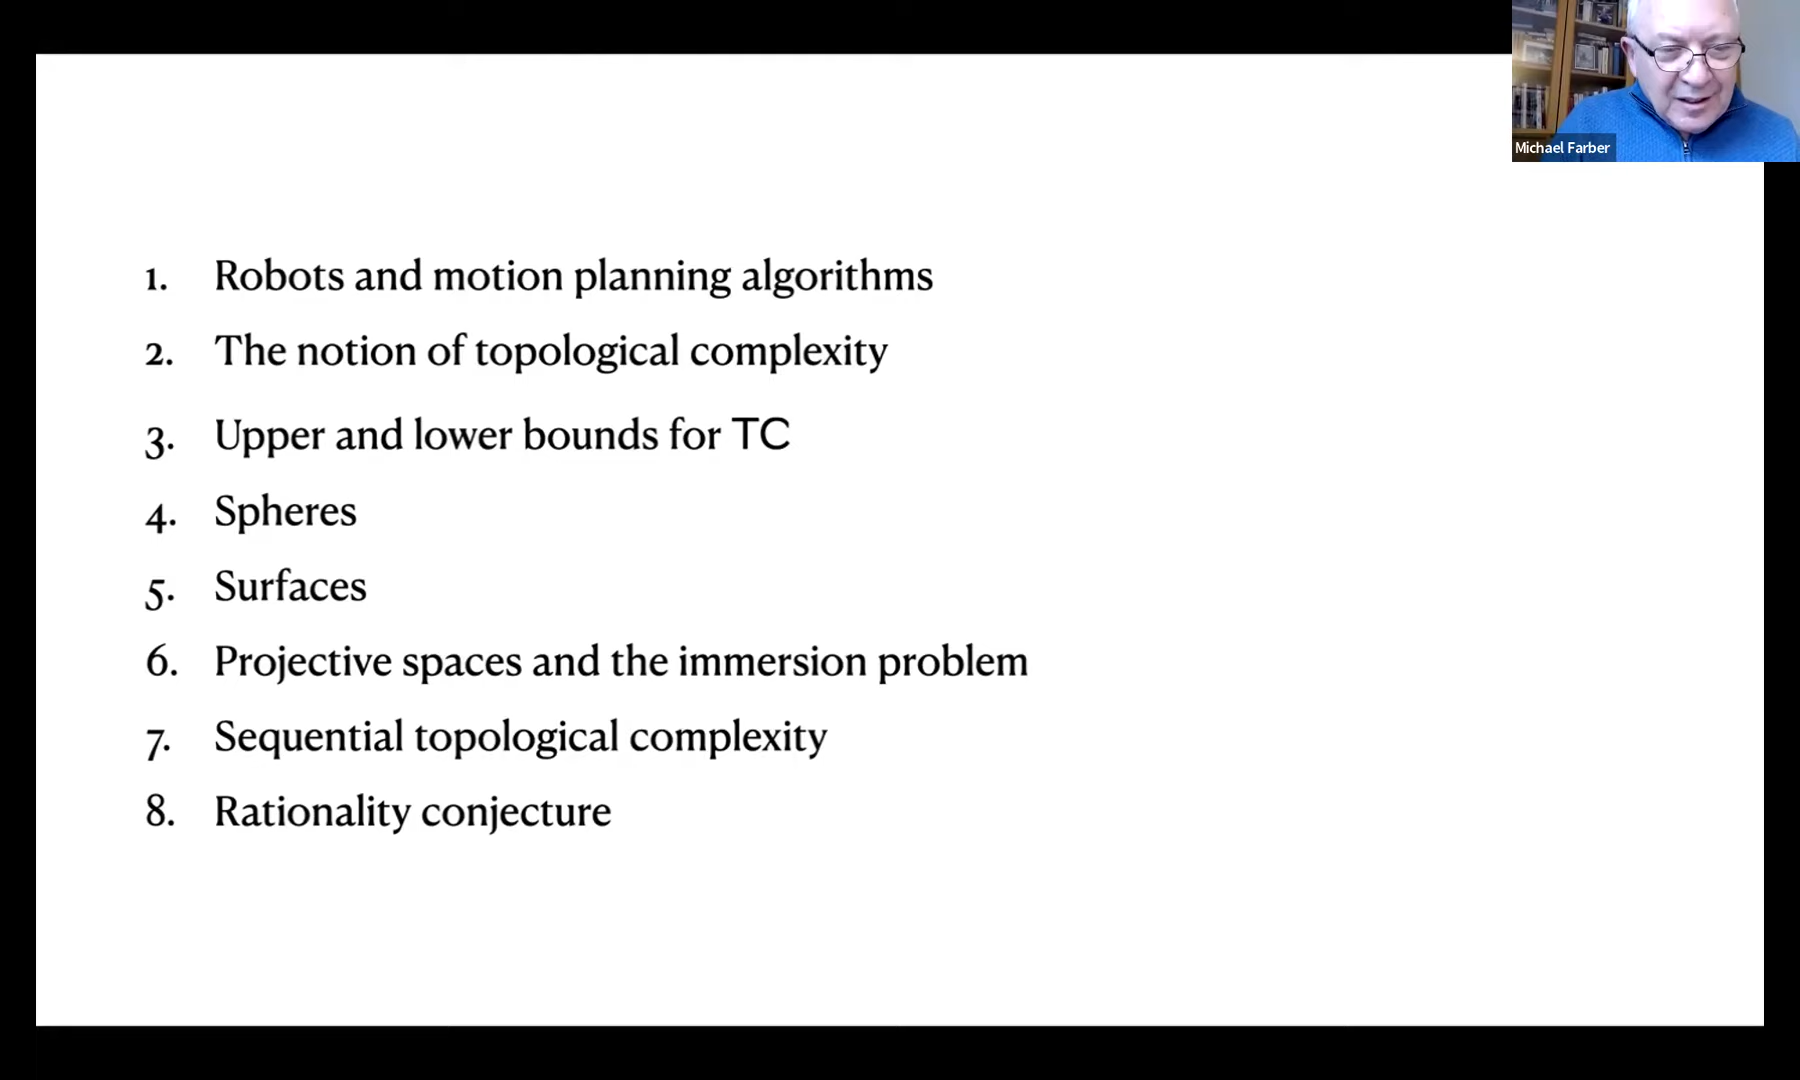 Michael Farber
1. Robots and motion planning algorithms
2. The notion of topological complexity
3. Upper and lower bounds for TC
4. Spheres
5. Surfaces
6. Projective spaces and the immersion problem
7. Sequential topological complexity
8. Rationality conjecture